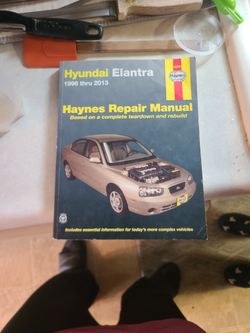 Hyundai Elantra
1996 thru 2013
Haynes
Haynes Repair Manual
Based on a complete teardown and rebuild
Includes essential information for today's more complex vehicles